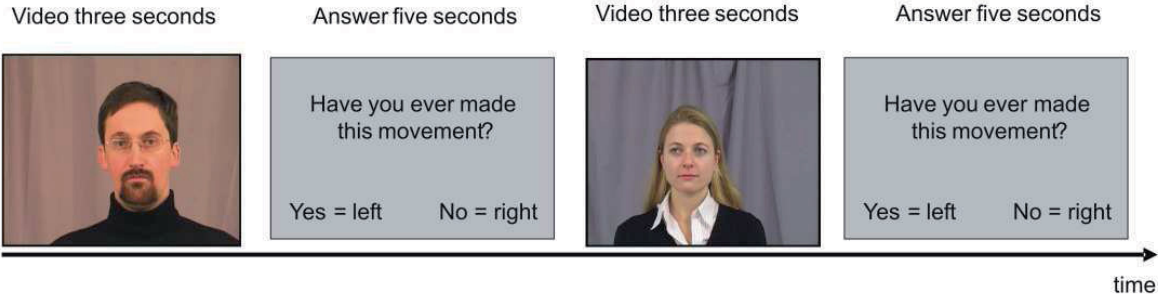 Video three seconds
Answer five seconds
Video three seconds
Answer five seconds
Have you ever made
this movement?
Yes = left No = right
Have you ever made
this movement?
Yes = left No = right
time